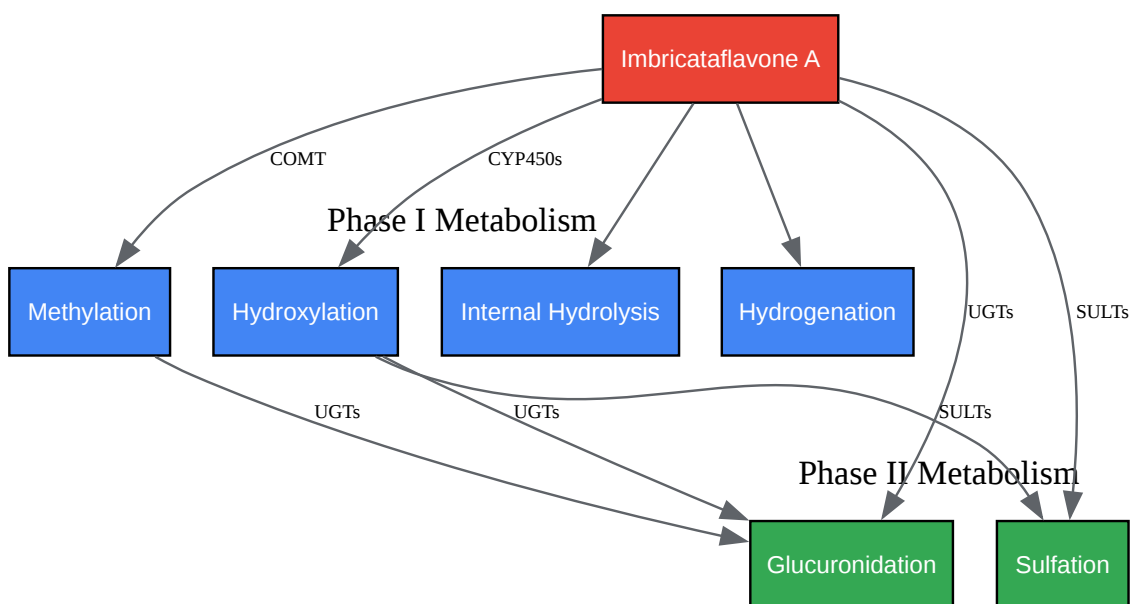 Imbricataflavone A
COMT
CYP450s
Phase I Metabolism
Methylation
Hydroxylation
Internal Hydrolysis
Hydrogenation
UGTs
SULTs
UGTs
UGTs
SULTs
Phase II Metabolism
Glucuronidation
Sulfation